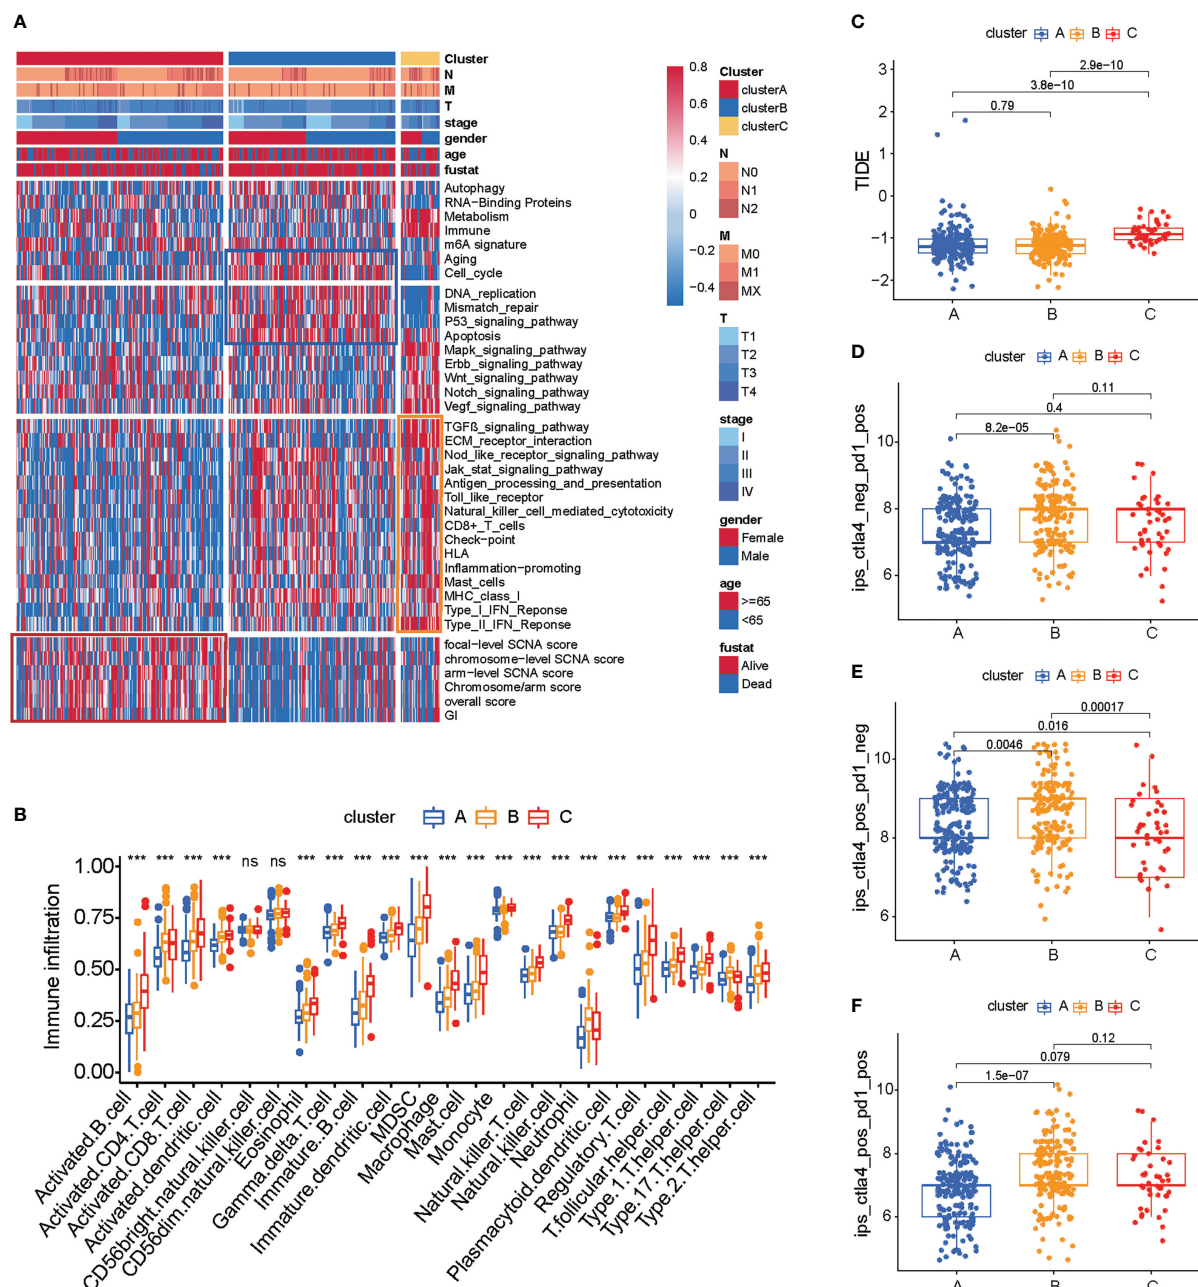 A
Cluster
N
M
T
stage
gender
age
fustat
Autophagy
RNA−Binding Proteins
Metabolism
Immune
m6A signature
Aging
Cell_cycle
DNA_replication
Mismatch_repair
P53_signaling_pathway
Apoptosis
Mapk_signaling_pathway
Erbb_signaling_pathway
Wnt_signaling_pathway
Notch_signaling_pathway
Vegf_signaling_pathway
TGFß_signaling_pathway
ECM_receptor_interaction
Nod_like_receptor_signaling_pathway
Jak_stat_signaling_pathway
Antigen_processing_and_presentation
Toll_like_receptor
Natural_killer_cell_mediated_cytotoxicity
CD8+_T_cells
Check−point
HLA
Inflammation−promoting
Mast_cells
MHC_class_I
Type_I_IFN_Reponse
Type_II_IFN_Reponse
focal−level SCNA score
chromosome−level SCNA score
arm−level SCNA score
Chromosome/arm score
overall score
GI
0.8
0.6
0.4
0.2
0
−0.2
−0.4
Cluster
clusterA
clusterB
clusterC
N
N0
N1
N2
M
M0
M1
MX
T
T1
T2
T3
T4
stage
I
II
III
IV
gender
Female
Male
age
>=65
<65
fustat
Alive
Dead
B
cluster A B C
*** *** *** *** ns ns *** *** *** *** *** *** *** *** *** *** *** *** *** *** *** *** ***
Immune infiltration
1.00
0.75
0.50
0.25
0.00
Activated.B.cell
Activated.CD4.T.cell
Activated.CD8.T.cell
Activated.dendritic.cell
CD56bright.natural.killer.cell
CD56dim.natural.killer.cell
Eosinophil
Gamma.delta.T.cell
Immature..B.cell
Immature.dendritic.cell
MDSC
Macrophage
Mast.cell
Monocyte
Natural.killer.T.cell
Natural.killer.cell
Neutrophil
Plasmacytoid.dendritic.cell
Regulatory.T.cell
T.follicular.helper.cell
Type.1.T.helper.cell
Type.17.T.helper.cell
Type.2.T.helper.cell
C
cluster A B C
TIDE
3
2
1
0
−1
−2
2.9e−10
3.8e−10
0.79
A B C
D
cluster A B C
ips_ctla4_neg_pd1_pos
10
8
6
0.11
0.4
8.2e−05
A B C
E
cluster A B C
ips_ctla4_pos_pd1_neg
10
8
6
0.00017
0.016
0.0046
A B C
F
cluster A B C
ips_ctla4_pos_pd1_pos
10
8
6
0.12
0.079
1.5e−07
A B C